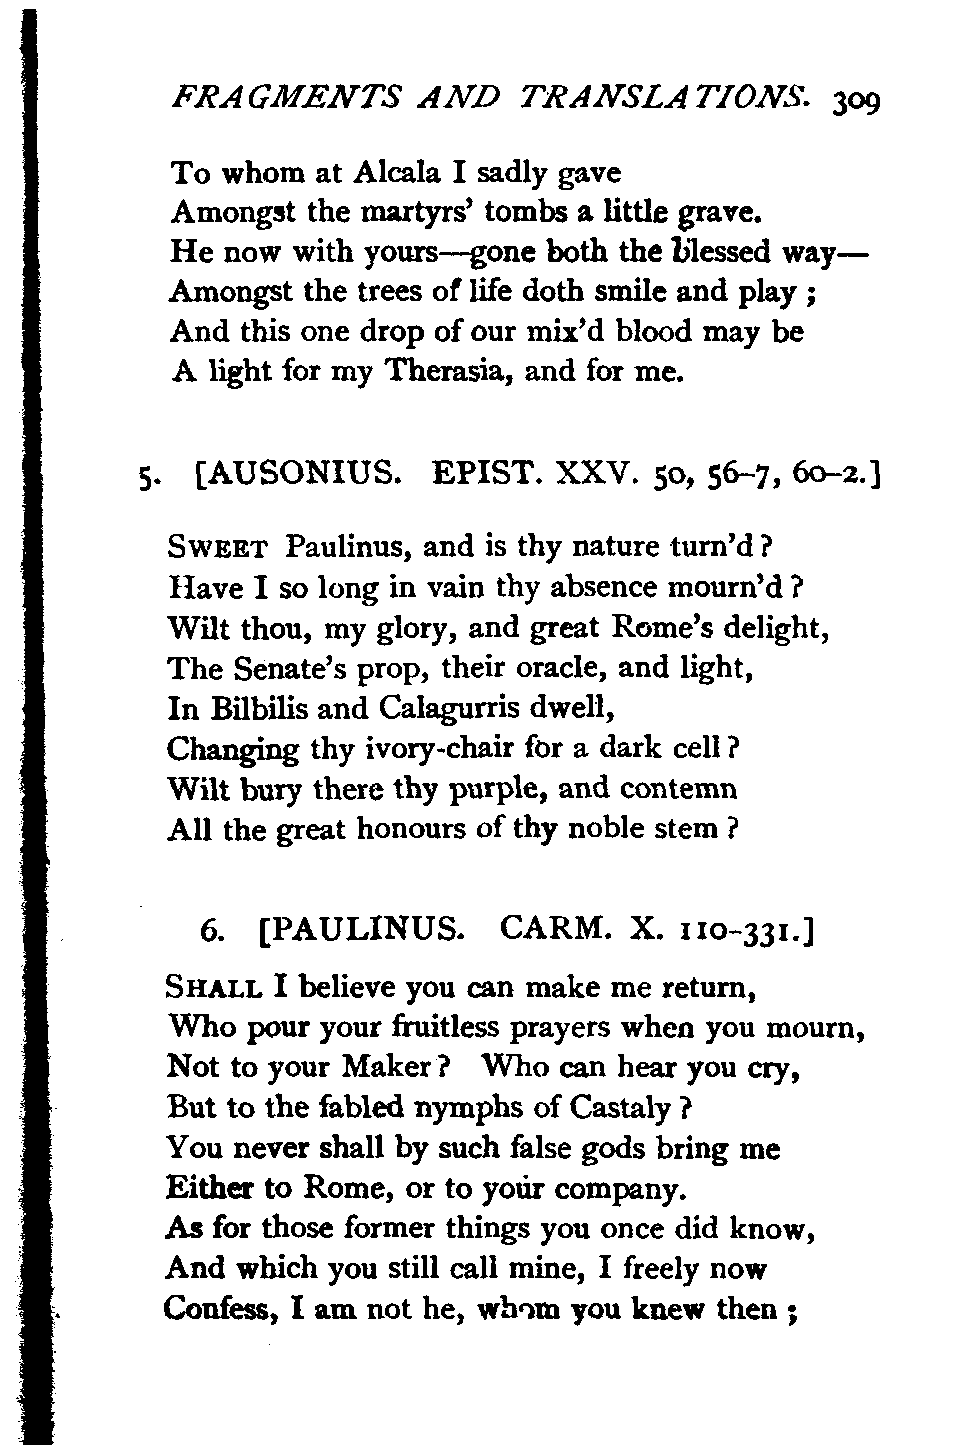 FRAGMENTS AND TRANSLATIONS. 309
To whom at Alcala I sadly gave
Amongst the martyrs' tombs a little grave.
He now with yours—gone both the blessed way—
Amongst the trees of life doth smile and play ;
And this one drop of our mix'd blood may be
A light for my Therasia, and for me.
5. [AUSONIUS. EPIST. XXV. 50, 56–7, 60–2.]
SWEET Paulinus, and is thy nature turn'd ?
Have I so long in vain thy absence mourn'd ?
Wilt thou, my glory, and great Rome's delight,
The Senate's prop, their oracle, and light,
In Bilbilis and Calagurris dwell,
Changing thy ivory-chair for a dark cell ?
Wilt bury there thy purple, and contemn
All the great honours of thy noble stem ?
6. [PAULINUS. CARM. X. 110–331.]
SHALL I believe you can make me return,
Who pour your fruitless prayers when you mourn,
Not to your Maker ? Who can hear you cry,
But to the fabled nymphs of Castaly ?
You never shall by such false gods bring me
Either to Rome, or to your company.
As for those former things you once did know,
And which you still call mine, I freely now
Confess, I am not he, whom you knew then ;